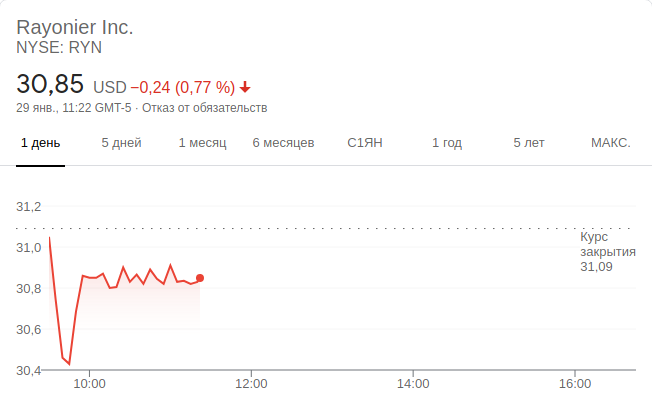 Rayonier Inc.
NYSE: RYN
30,85 USD −0,24 (0,77 %)
29 янв., 11:22 GMT-5 · Отказ от обязательств
1 день 5 дней 1 месяц 6 месяцев С1ЯН 1 год 5 лет МАКС.
31,2
Курс
31,0 закрытия
31,09
30,8
30,6
30,4
10:00 12:00 14:00 16:00